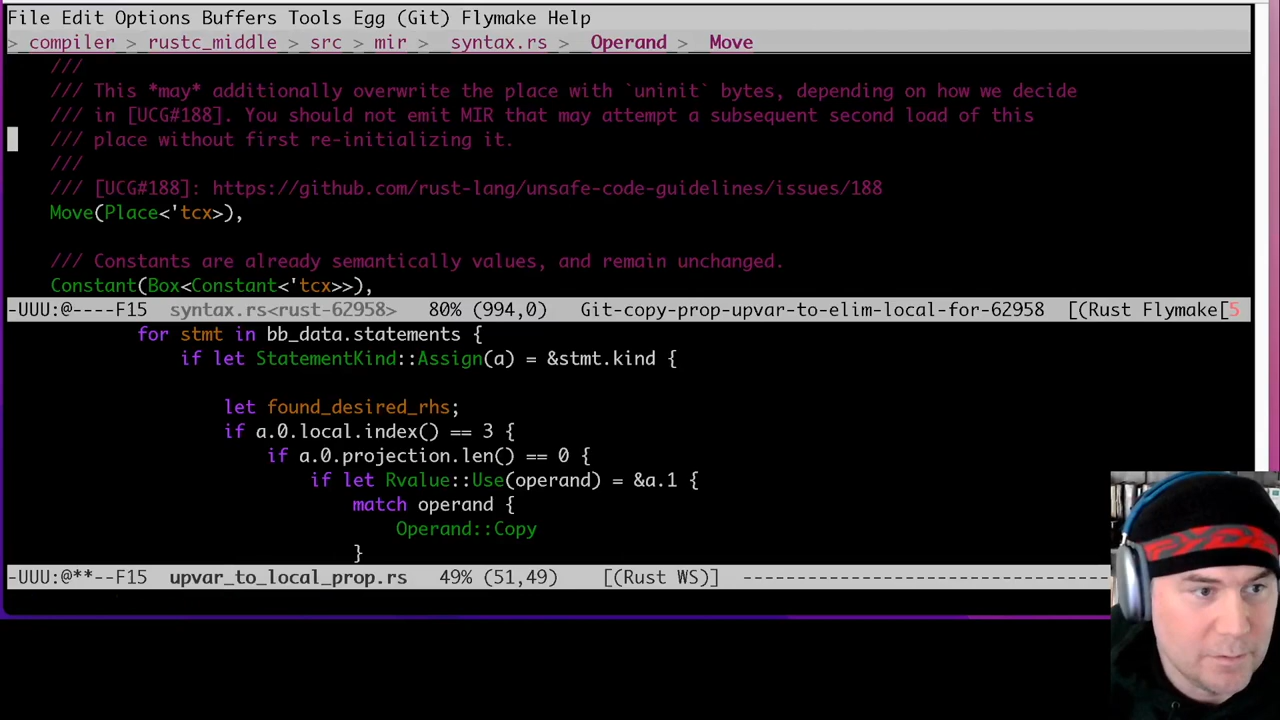 File Edit Options Buffers Tools Egg (Git) Flymake Help
> compiler > rustc_middle > src > mir > syntax.rs > Operand > Move
///
/// This *may* additionally overwrite the place with `uninit` bytes, depending on how we decide
/// in [UCG#188]. You should not emit MIR that may attempt a subsequent second load of this
/// place without first re-initializing it.
///
/// [UCG#188]: https://github.com/rust-lang/unsafe-code-guidelines/issues/188
Move(Place<'tcx>),
/// Constants are already semantically values, and remain unchanged.
Constant(Box<Constant<'tcx>>),
-UUU:@----F15 syntax.rs<rust-62958> 80% (994,0) Git-copy-prop-upvar-to-elim-local-for-62958 [(Rust Flymake[5
for stmt in bb_data.statements {
if let StatementKind::Assign(a) = &stmt.kind {
let found_desired_rhs;
if a.0.local.index() == 3 {
if a.0.projection.len() == 0 {
if let Rvalue::Use(operand) = &a.1 {
match operand {
Operand::Copy
}
-UUU:@**--F15 upvar_to_local_prop.rs 49% (51,49) [(Rust WS)] ----------------------------------